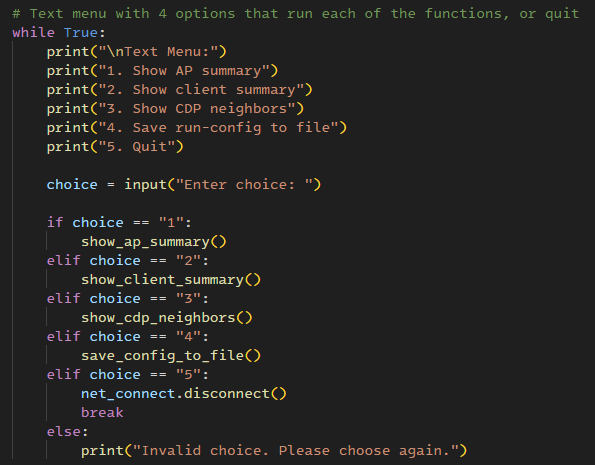 # Text menu with 4 options that run each of the functions, or quit
while True:
    print("\nText Menu:")
    print("1. Show AP summary")
    print("2. Show client summary")
    print("3. Show CDP neighbors")
    print("4. Save run-config to file")
    print("5. Quit")

    choice = input("Enter choice: ")

    if choice == "1":
        show_ap_summary()
    elif choice == "2":
        show_client_summary()
    elif choice == "3":
        show_cdp_neighbors()
    elif choice == "4":
        save_config_to_file()
    elif choice == "5":
        net_connect.disconnect()
        break
    else:
        print("Invalid choice. Please choose again.")